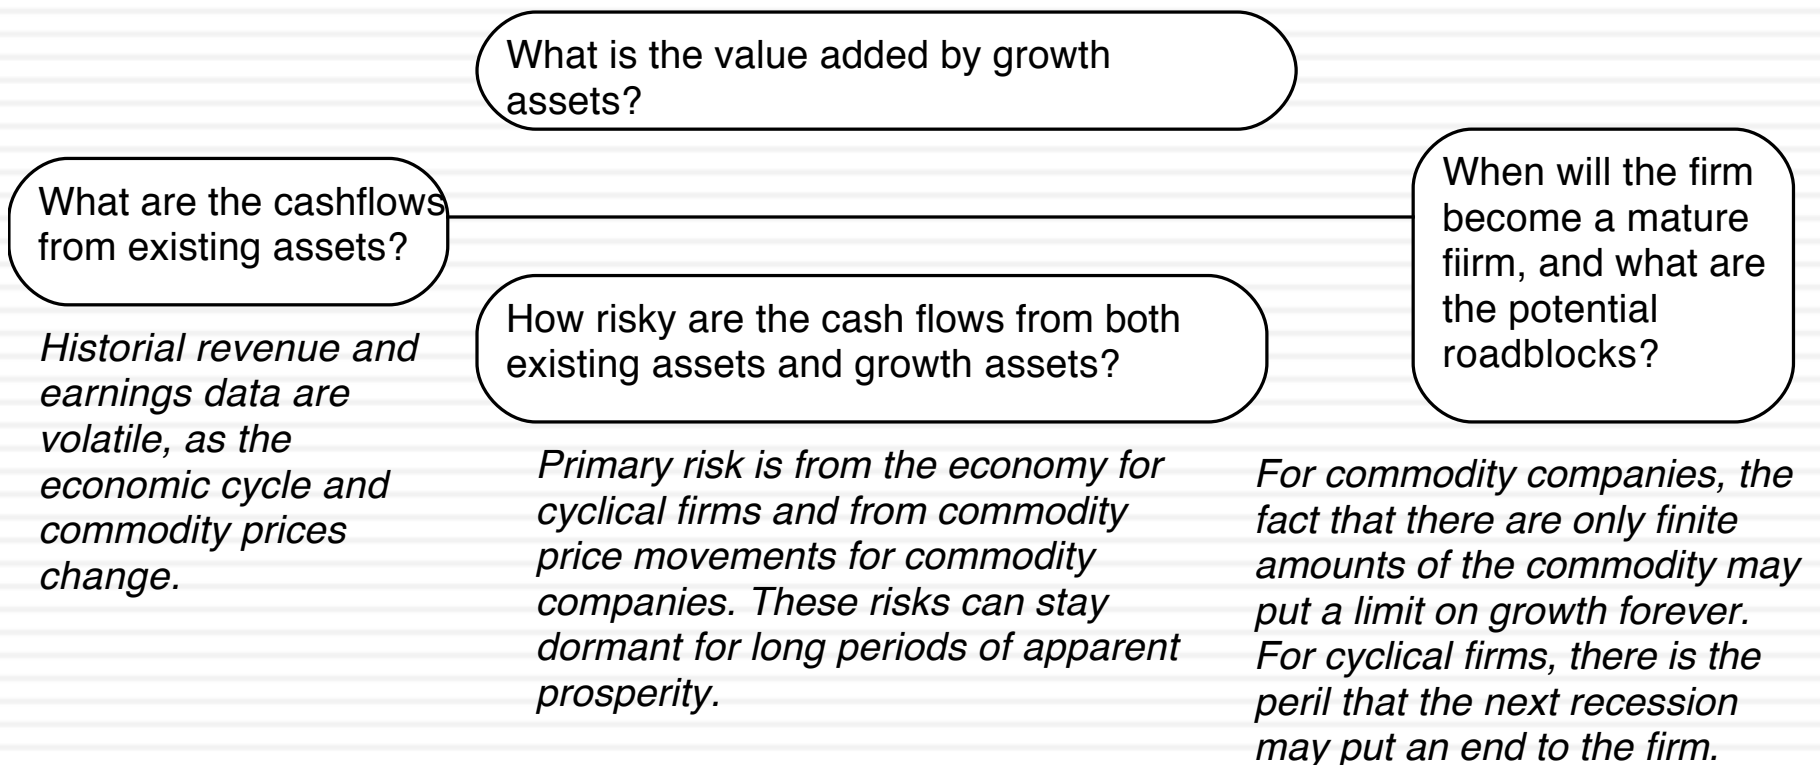 What is the value added by growth
assets?
What are the cashflows
from existing assets?
When will the firm
become a mature
fiirm, and what are
the potential
roadblocks?
How risky are the cash flows from both
existing assets and growth assets?
Historial revenue and
earnings data are
volatile, as the
economic cycle and
commodity prices
change.
Primary risk is from the economy for
cyclical firms and from commodity
price movements for commodity
companies. These risks can stay
dormant for long periods of apparent
prosperity.
For commodity companies, the
fact that there are only finite
amounts of the commodity may
put a limit on growth forever.
For cyclical firms, there is the
peril that the next recession
may put an end to the firm.